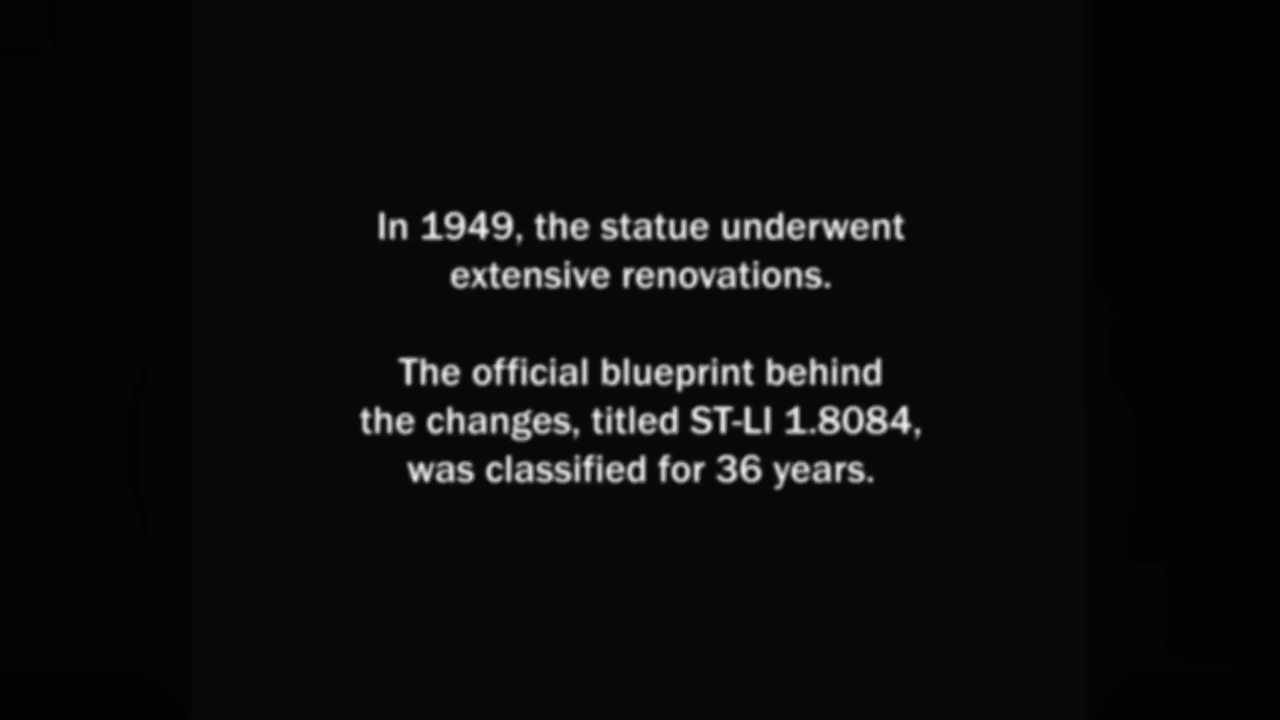 In 1949, the statue underwent
extensive renovations.
The official blueprint behind
the changes, titled ST-LI 1.8084,
was classified for 36 years.